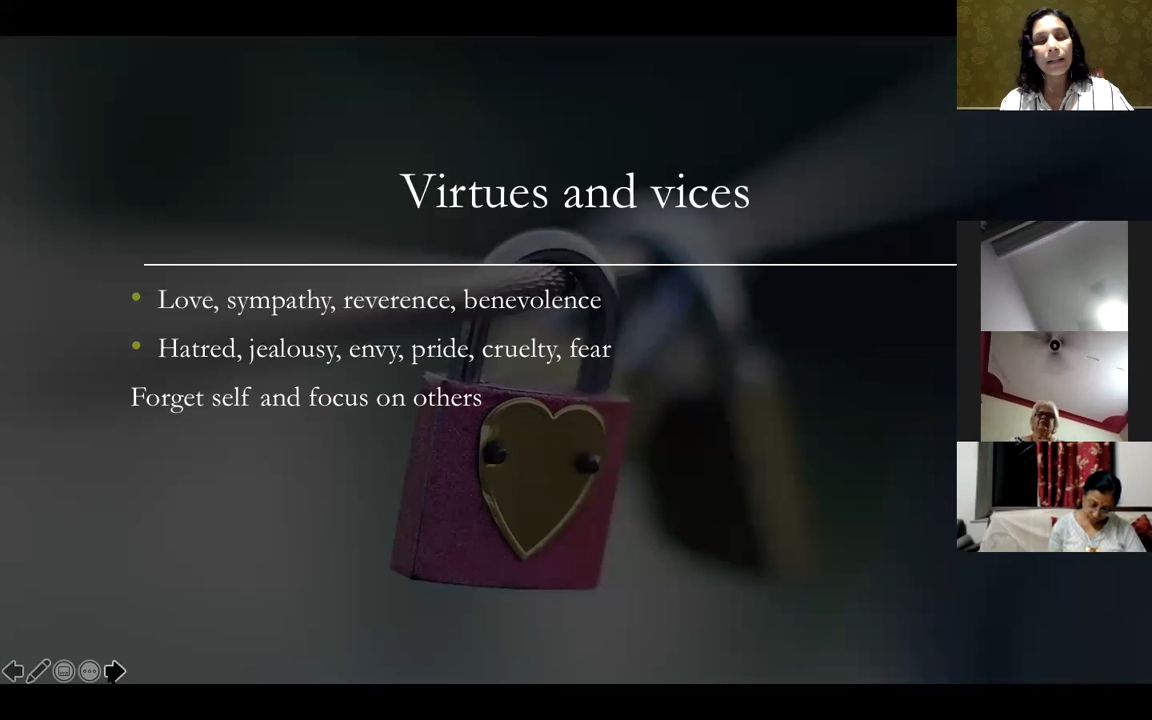 Virtues and vices
Love, sympathy, reverence, benevolence
Hatred, jealousy, envy, pride, cruelty, fear
Forget self and focus on others